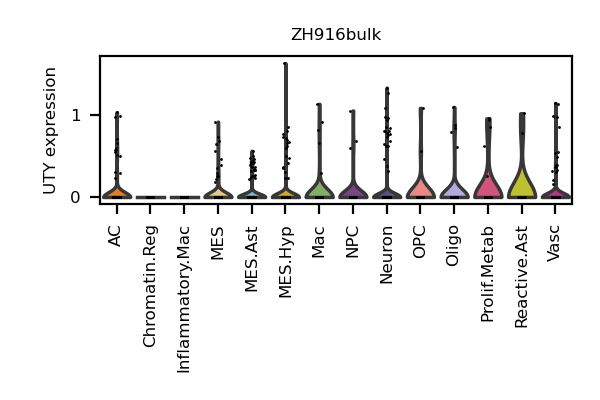 ZH916bulk
UTY expression
1
0
AC
Chromatin.Reg
Inflammatory.Mac
MES
MES.Ast
MES.Hyp
Mac
NPC
Neuron
OPC
Oligo
Prolif.Metab
Reactive.Ast
Vasc